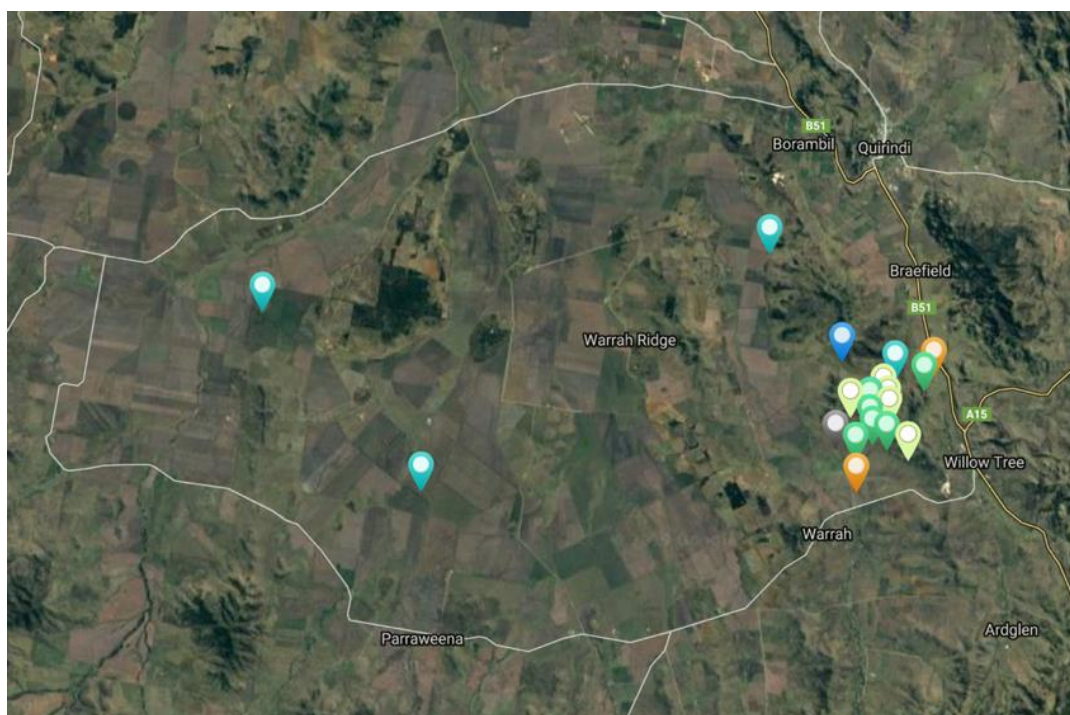 B51
Borambil
Quirindi
Braefield
B51
Warrah Ridge
A15
Willow Tree
Warrah
Ardglen
Parraweena